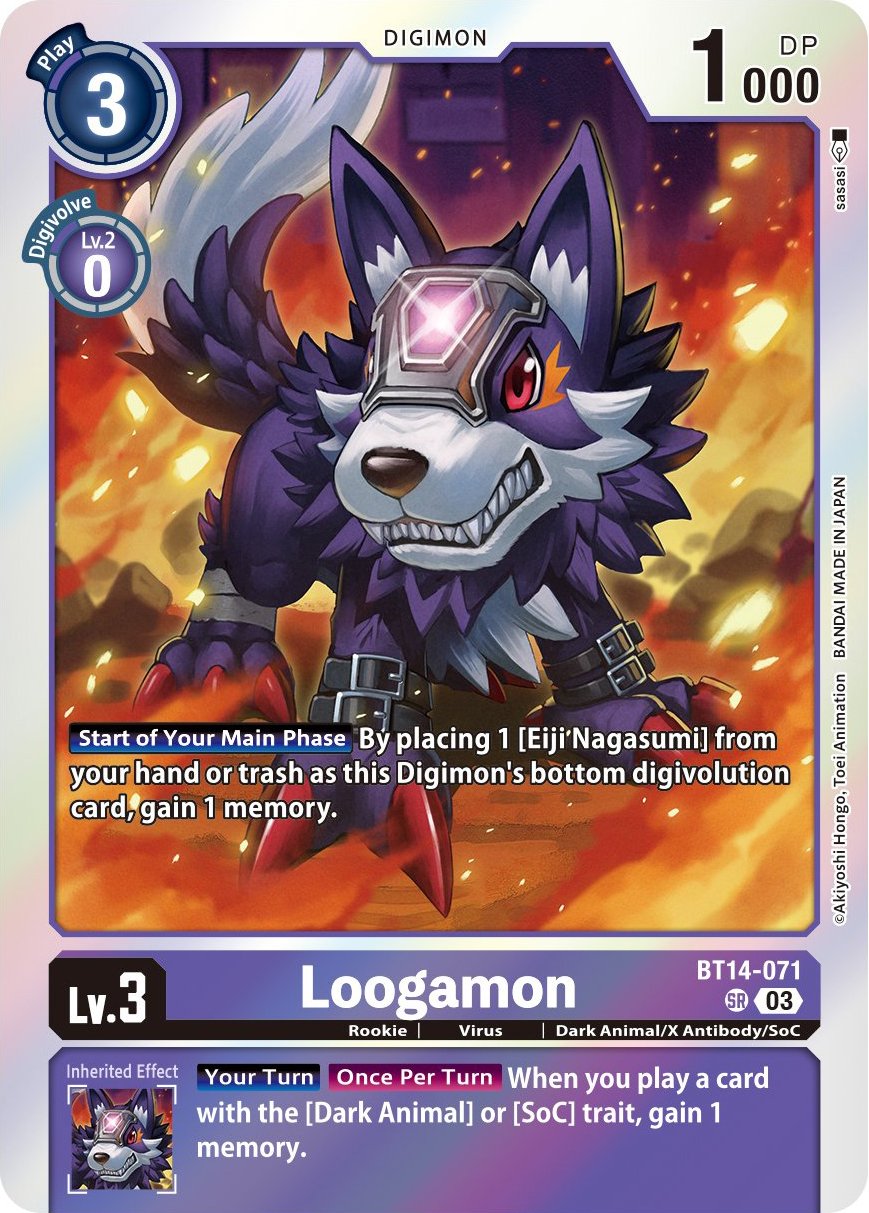 DIGIMON
Play
3
DP
1000
Digivolve
Lv.2
0
sasasi
©Akiyoshi Hongo, Toei Animation BANDAI MADE IN JAPAN
Start of Your Main Phase By placing 1 [Eiji Nagasumi] from
your hand or trash as this Digimon's bottom digivolution
card, gain 1 memory.
Lv.3
Loogamon
BT14-071
SR 03
Rookie | Virus | Dark Animal/X Antibody/SoC
Inherited Effect
Your Turn Once Per Turn When you play a card
with the [Dark Animal] or [SoC] trait, gain 1
memory.